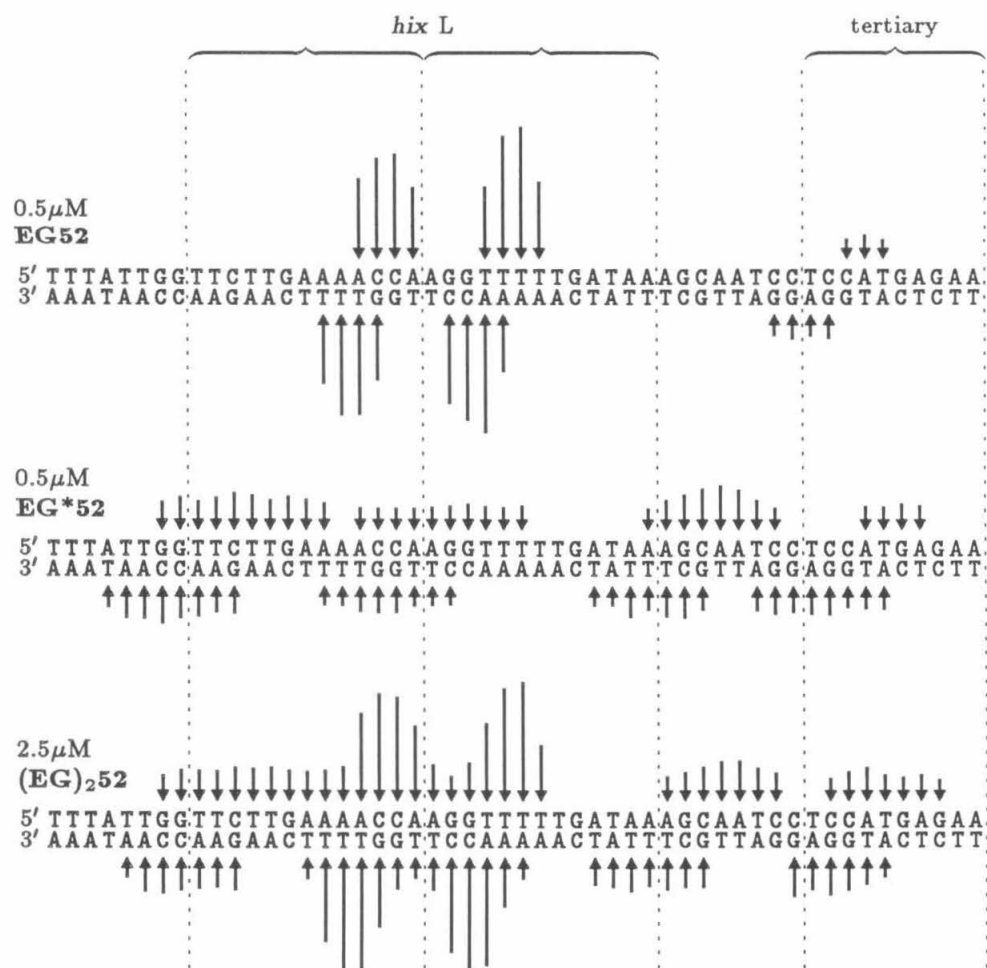 hix L tertiary
0.5µM
EG52
5′ TTTATTGGTTCTTGAAAACCAAGGTTTTTGATAAAGCAATCCTCCATGAGAA
3′ AAATAACCAAGAACTTTTGGTTCCAAAAACTATTTCGTTAGGAGGTACTCTT
0.5µM
EG*52
5′ TTTATTGGTTCTTGAAAACCAAGGTTTTTGATAAAGCAATCCTCCATGAGAA
3′ AAATAACCAAGAACTTTTGGTTCCAAAAACTATTTCGTTAGGAGGTACTCTT
2.5µM
(EG)₂52
5′ TTTATTGGTTCTTGAAAACCAAGGTTTTTGATAAAGCAATCCTCCATGAGAA
3′ AAATAACCAAGAACTTTTGGTTCCAAAAACTATTTCGTTAGGAGGTACTCTT